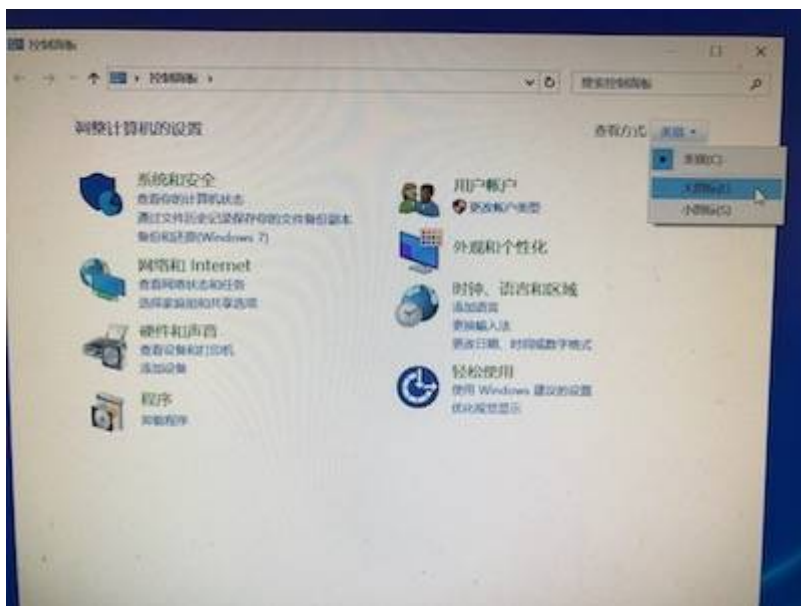 控制面板
控制面板
搜索控制面板
调整计算机的设置
查看方式: 类别
类别(C)
大图标(L)
小图标(S)
系统和安全
查看你的计算机状态
通过文件历史记录保存你的文件备份副本
备份和还原(Windows 7)
网络和 Internet
查看网络状态和任务
选择家庭组和共享选项
硬件和声音
查看设备和打印机
添加设备
程序
卸载程序
用户帐户
更改帐户类型
外观和个性化
时钟、语言和区域
添加语言
更换输入法
更改日期、时间或数字格式
轻松使用
使用 Windows 建议的设置
优化视觉显示